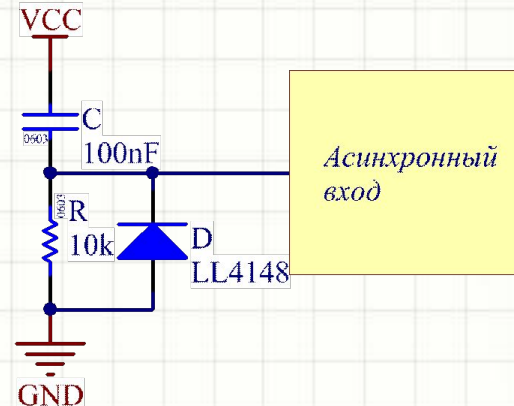 VCC
C
0603
100nF
Асинхронный
вход
0603
R
10k
D
LL4148
GND